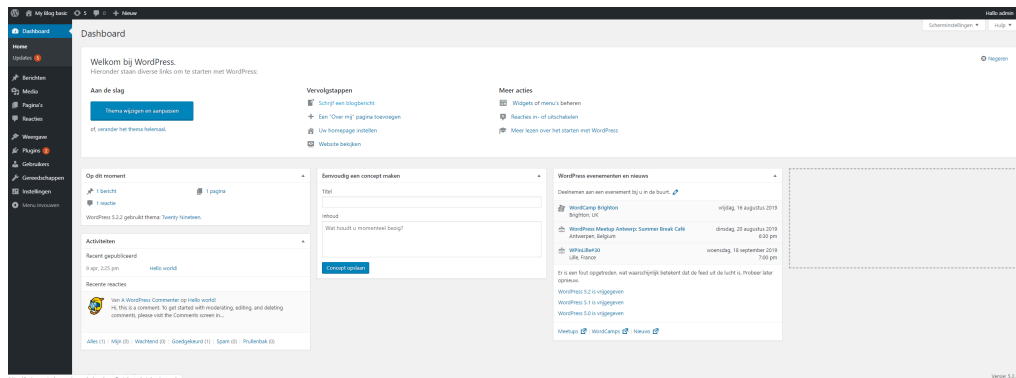 My Blog basic 5 0 + Nieuw Hallo admin
Dashboard
Home
Updates 5
Berichten
Media
Pagina's
Reacties
Weergave
Plugins 2
Gebruikers
Gereedschappen
Instellingen
Menu invouwen
Scherminstellingen Hulp
Dashboard
Welkom bij WordPress.
Hieronder staan diverse links om te starten met WordPress:
Negeren
Aan de slag
Thema wijzigen en aanpassen
of, verander het thema helemaal.
Vervolgstappen
Schrijf een blogbericht
Een "Over mij" pagina toevoegen
Uw homepage instellen
Website bekijken
Meer acties
Widgets of menu's beheren
Reacties in- of uitschakelen
Meer lezen over het starten met WordPress
Op dit moment
1 bericht 1 pagina
1 reactie
WordPress 5.2.2 gebruikt thema: Twenty Nineteen.
Activiteiten
Recent gepubliceerd
9 apr, 2:25 pm Hello world!
Recente reacties
Van A WordPress Commenter op Hello world!
Hi, this is a comment. To get started with moderating, editing, and deleting
comments, please visit the Comments screen in...
Alles (1) | Mijn (0) | Wachtend (0) | Goedgekeurd (1) | Spam (0) | Prullenbak (0)
Eenvoudig een concept maken
Titel
Inhoud
Wat houdt u momenteel bezig?
Concept opslaan
WordPress evenementen en nieuws
Deelnemen aan een evenement bij u in de buurt.
WordCamp Brighton vrijdag, 16 augustus 2019
Brighton, UK
WordPress Meetup Antwerp: Summer Break Café dinsdag, 20 augustus 2019
Antwerpen, Belgium 6:30 pm
WPinLille#30 woensdag, 18 september 2019
Lille, France 7:00 pm
Er is een fout opgetreden, wat waarschijnlijk betekent dat de feed uit de lucht is. Probeer later
opnieuw.
WordPress 5.2 is vrijgegeven
WordPress 5.1 is vrijgegeven
WordPress 5.0 is vrijgegeven
Meetups | WordCamps | Nieuws